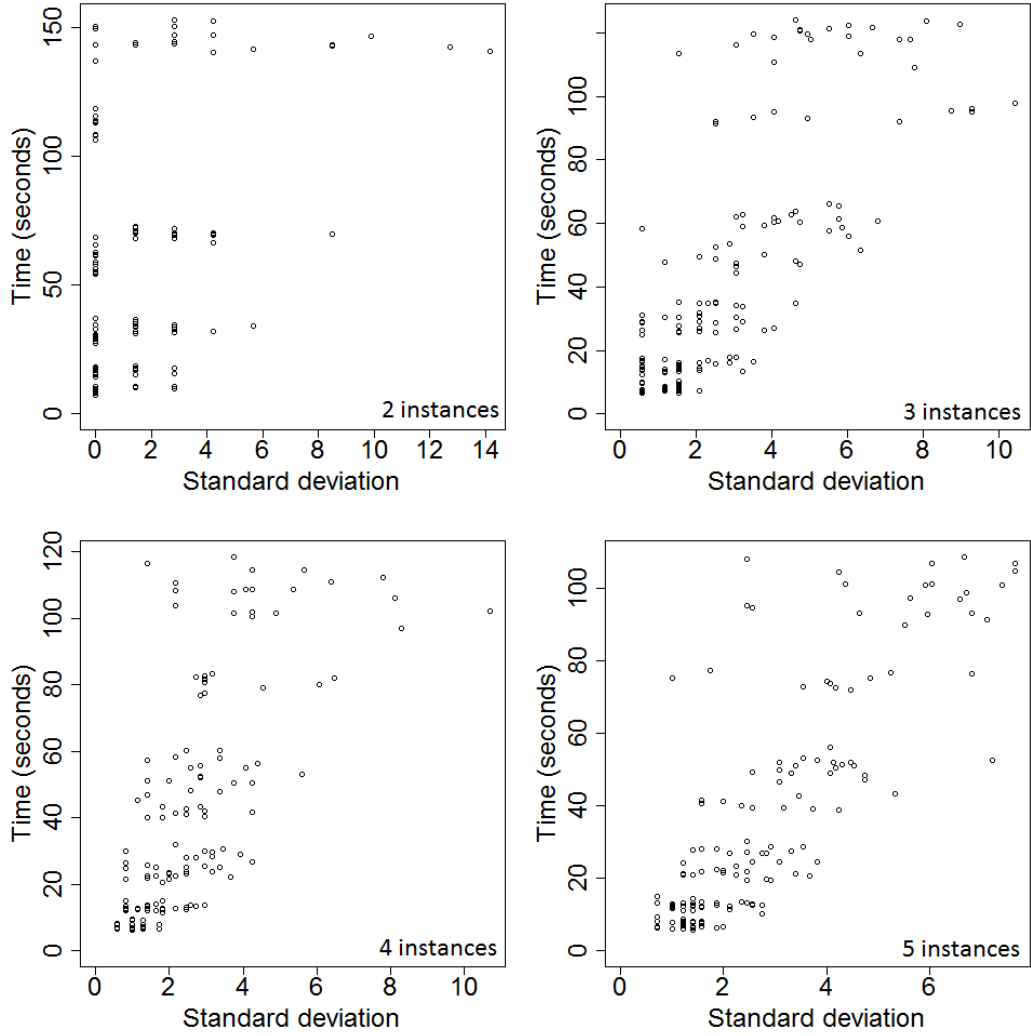 Time (seconds)
150
100
50
0
2 instances
0 2 4 6 8 10 12 14
Standard deviation
Time (seconds)
100
80
60
40
20
0
3 instances
0 2 4 6 8 10
Standard deviation
Time (seconds)
120
100
80
60
40
20
0
4 instances
0 2 4 6 8 10
Standard deviation
Time (seconds)
100
80
60
40
20
0
5 instances
0 2 4 6
Standard deviation